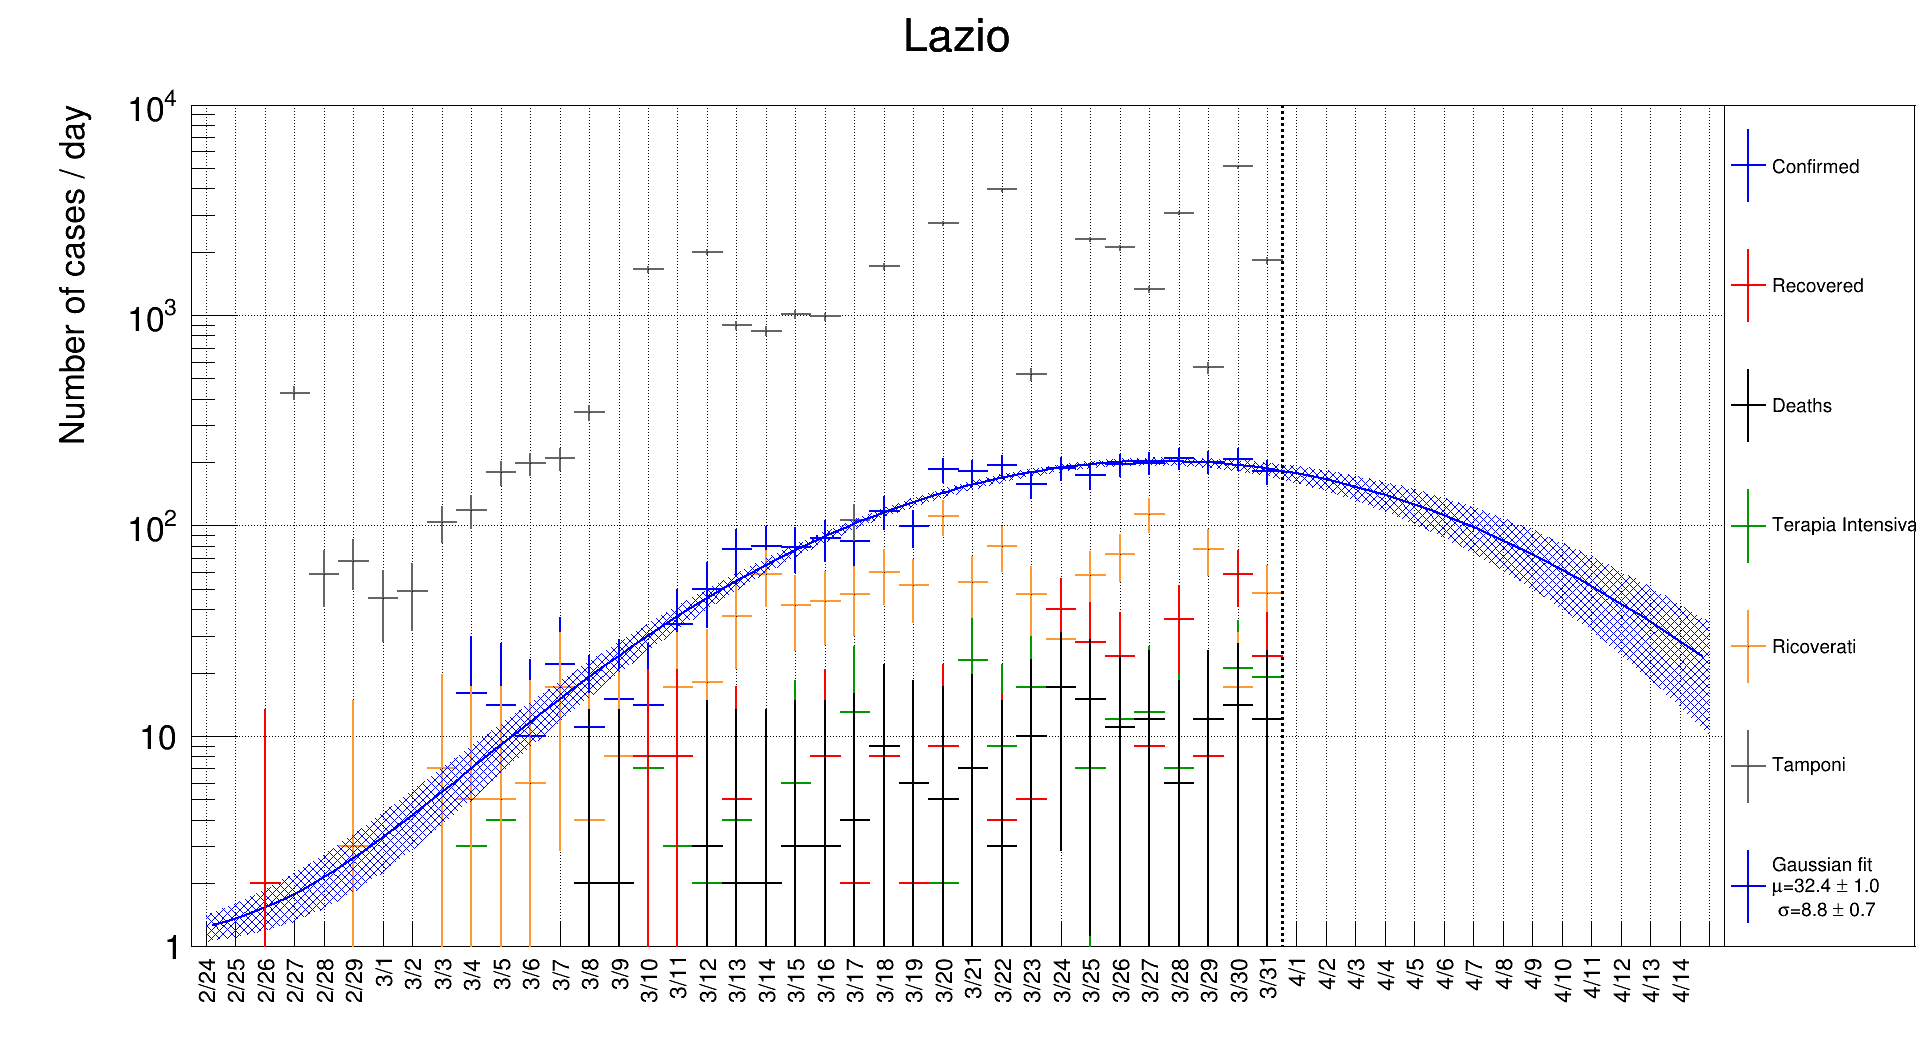 Lazio
Number of cases / day
10⁴
10³
10²
10
1
2/24 2/25 2/26 2/27 2/28 2/29 3/1 3/2 3/3 3/4 3/5 3/6 3/7 3/8 3/9 3/10 3/11 3/12 3/13 3/14 3/15 3/16 3/17 3/18 3/19 3/20 3/21 3/22 3/23 3/24 3/25 3/26 3/27 3/28 3/29 3/30 3/31 4/1 4/2 4/3 4/4 4/5 4/6 4/7 4/8 4/9 4/10 4/11 4/12 4/13 4/14
Confirmed
Recovered
Deaths
Terapia Intensiva
Ricoverati
Tamponi
Gaussian fit
μ=32.4 ± 1.0
σ=8.8 ± 0.7